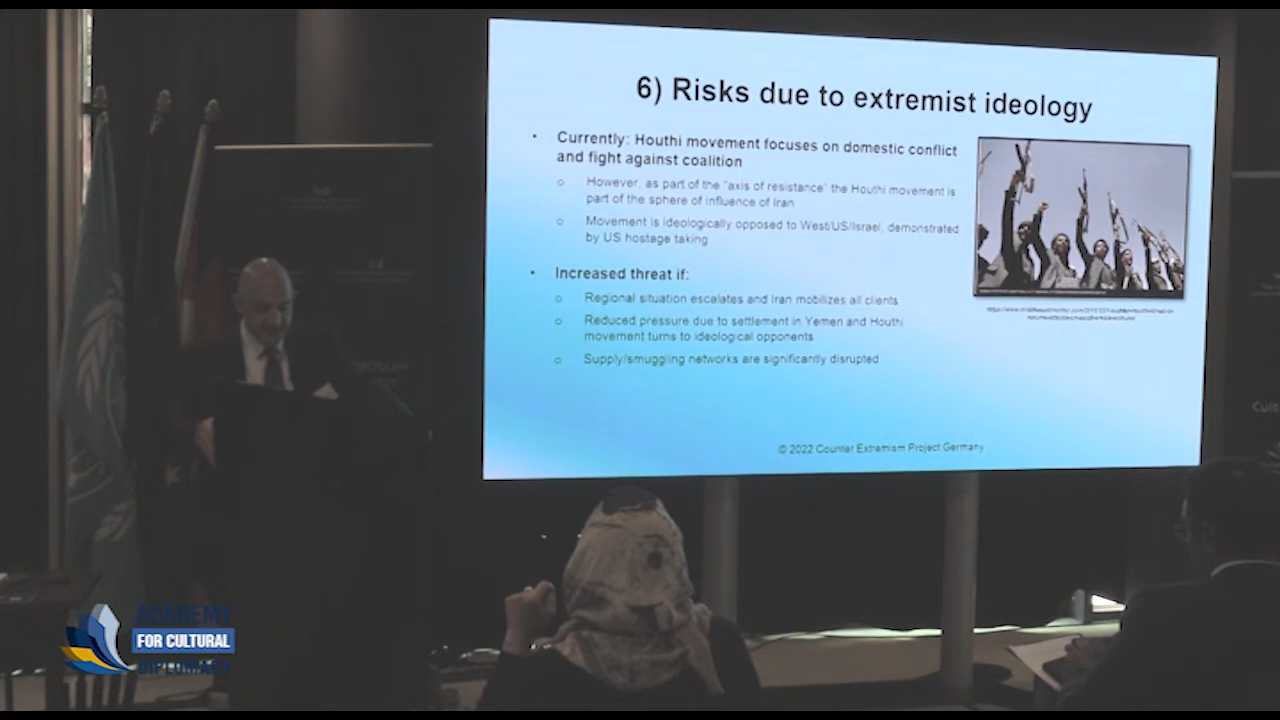 6) Risks due to extremist ideology
• Currently: Houthi movement focuses on domestic conflict
and fight against coalition
○ However, as part of the "axis of resistance" the Houthi movement is
part of the sphere of influence of Iran
○ Movement is ideologically opposed to West/US/Israel, demonstrated
by US hostage taking
• Increased threat if:
○ Regional situation escalates and Iran mobilizes all clients
○ Reduced pressure due to settlement in Yemen and Houthi
movement turns to ideological opponents
○ Supply/smuggling networks are significantly disrupted
© 2022 Counter Extremism Project Germany
ACADEMY
FOR CULTURAL
DIPLOMACY